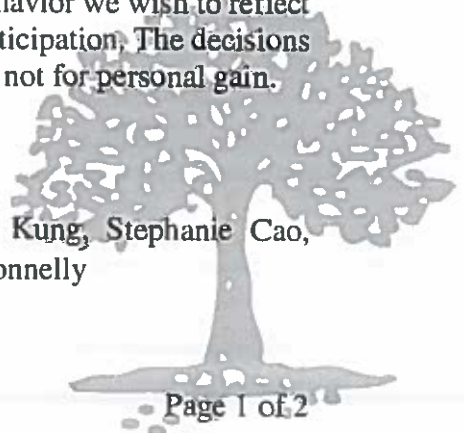 havior we wish to reflect
ticipation. The decisions
not for personal gain.
Kung, Stephanie Cao,
onnelly
Page 1 of 2